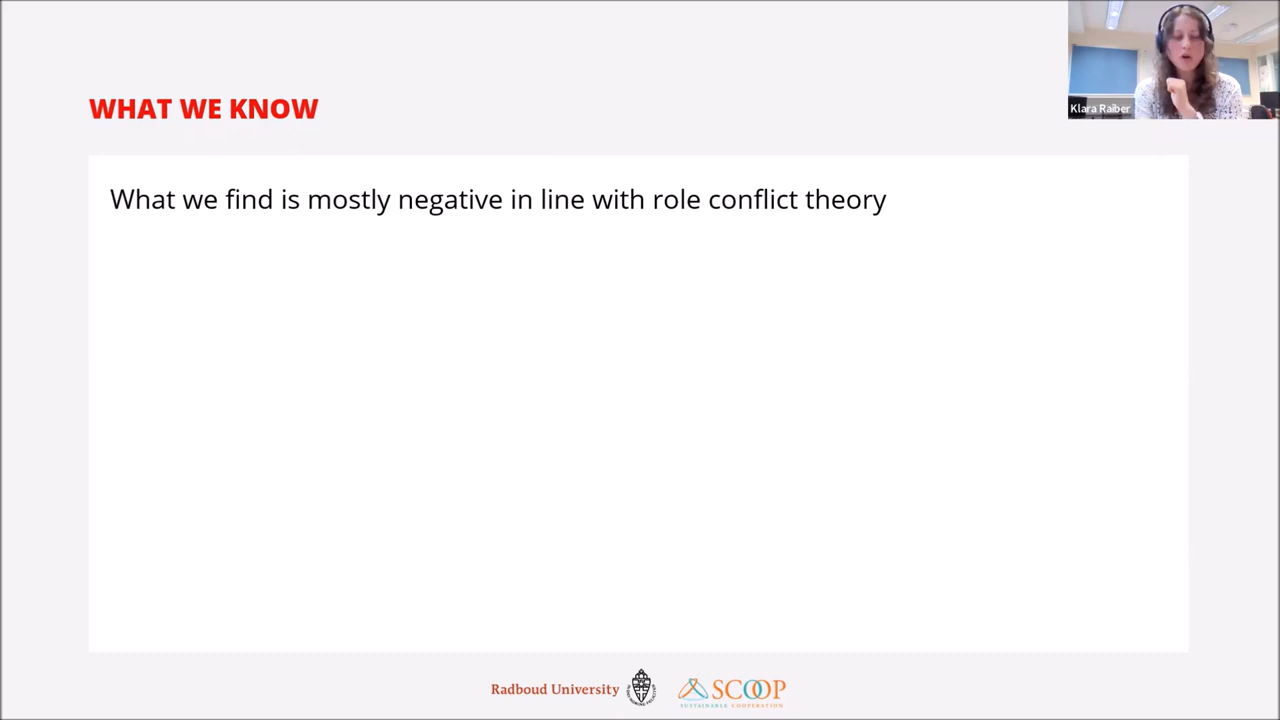 WHAT WE KNOW
Klara Raiber
What we find is mostly negative in line with role conflict theory
Radboud University
SCOOP
SUSTAINABLE COOPERATION